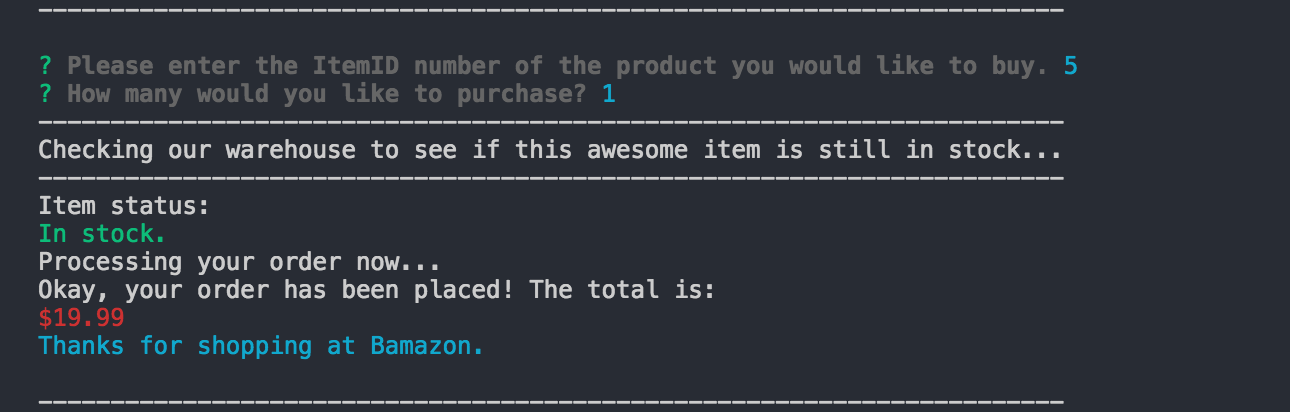 -----------------------------------------------------------------------
? Please enter the ItemID number of the product you would like to buy. 5
? How many would you like to purchase? 1
-----------------------------------------------------------------------
Checking our warehouse to see if this awesome item is still in stock...
-----------------------------------------------------------------------
Item status:
In stock.
Processing your order now...
Okay, your order has been placed! The total is:
$19.99
Thanks for shopping at Bamazon.
-----------------------------------------------------------------------